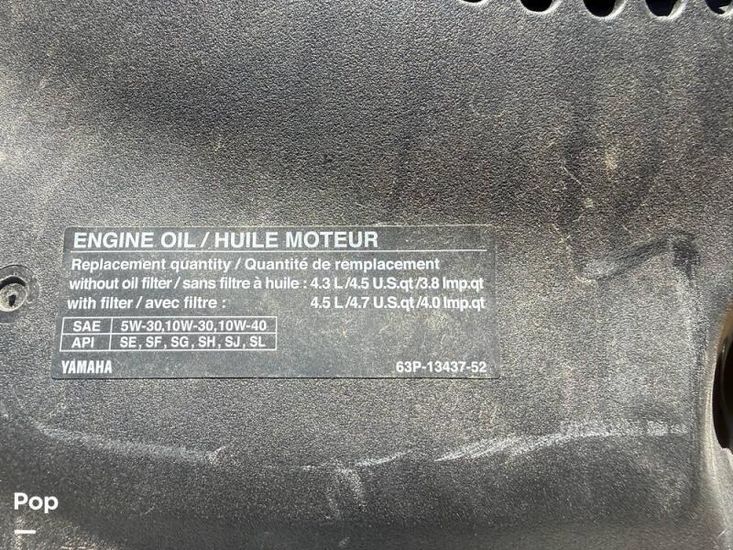 ENGINE OIL / HUILE MOTEUR
Replacement quantity / Quantité de remplacement
without oil filter / sans filtre à huile : 4.3 L /4.5 U.S.qt /3.8 Imp.qt
with filter / avec filtre : 4.5 L /4.7 U.S.qt /4.0 Imp.qt
SAE 5W-30,10W-30,10W-40
API SE , SF , SG , SH , SJ , SL
YAMAHA 63P-13437-52
Pop